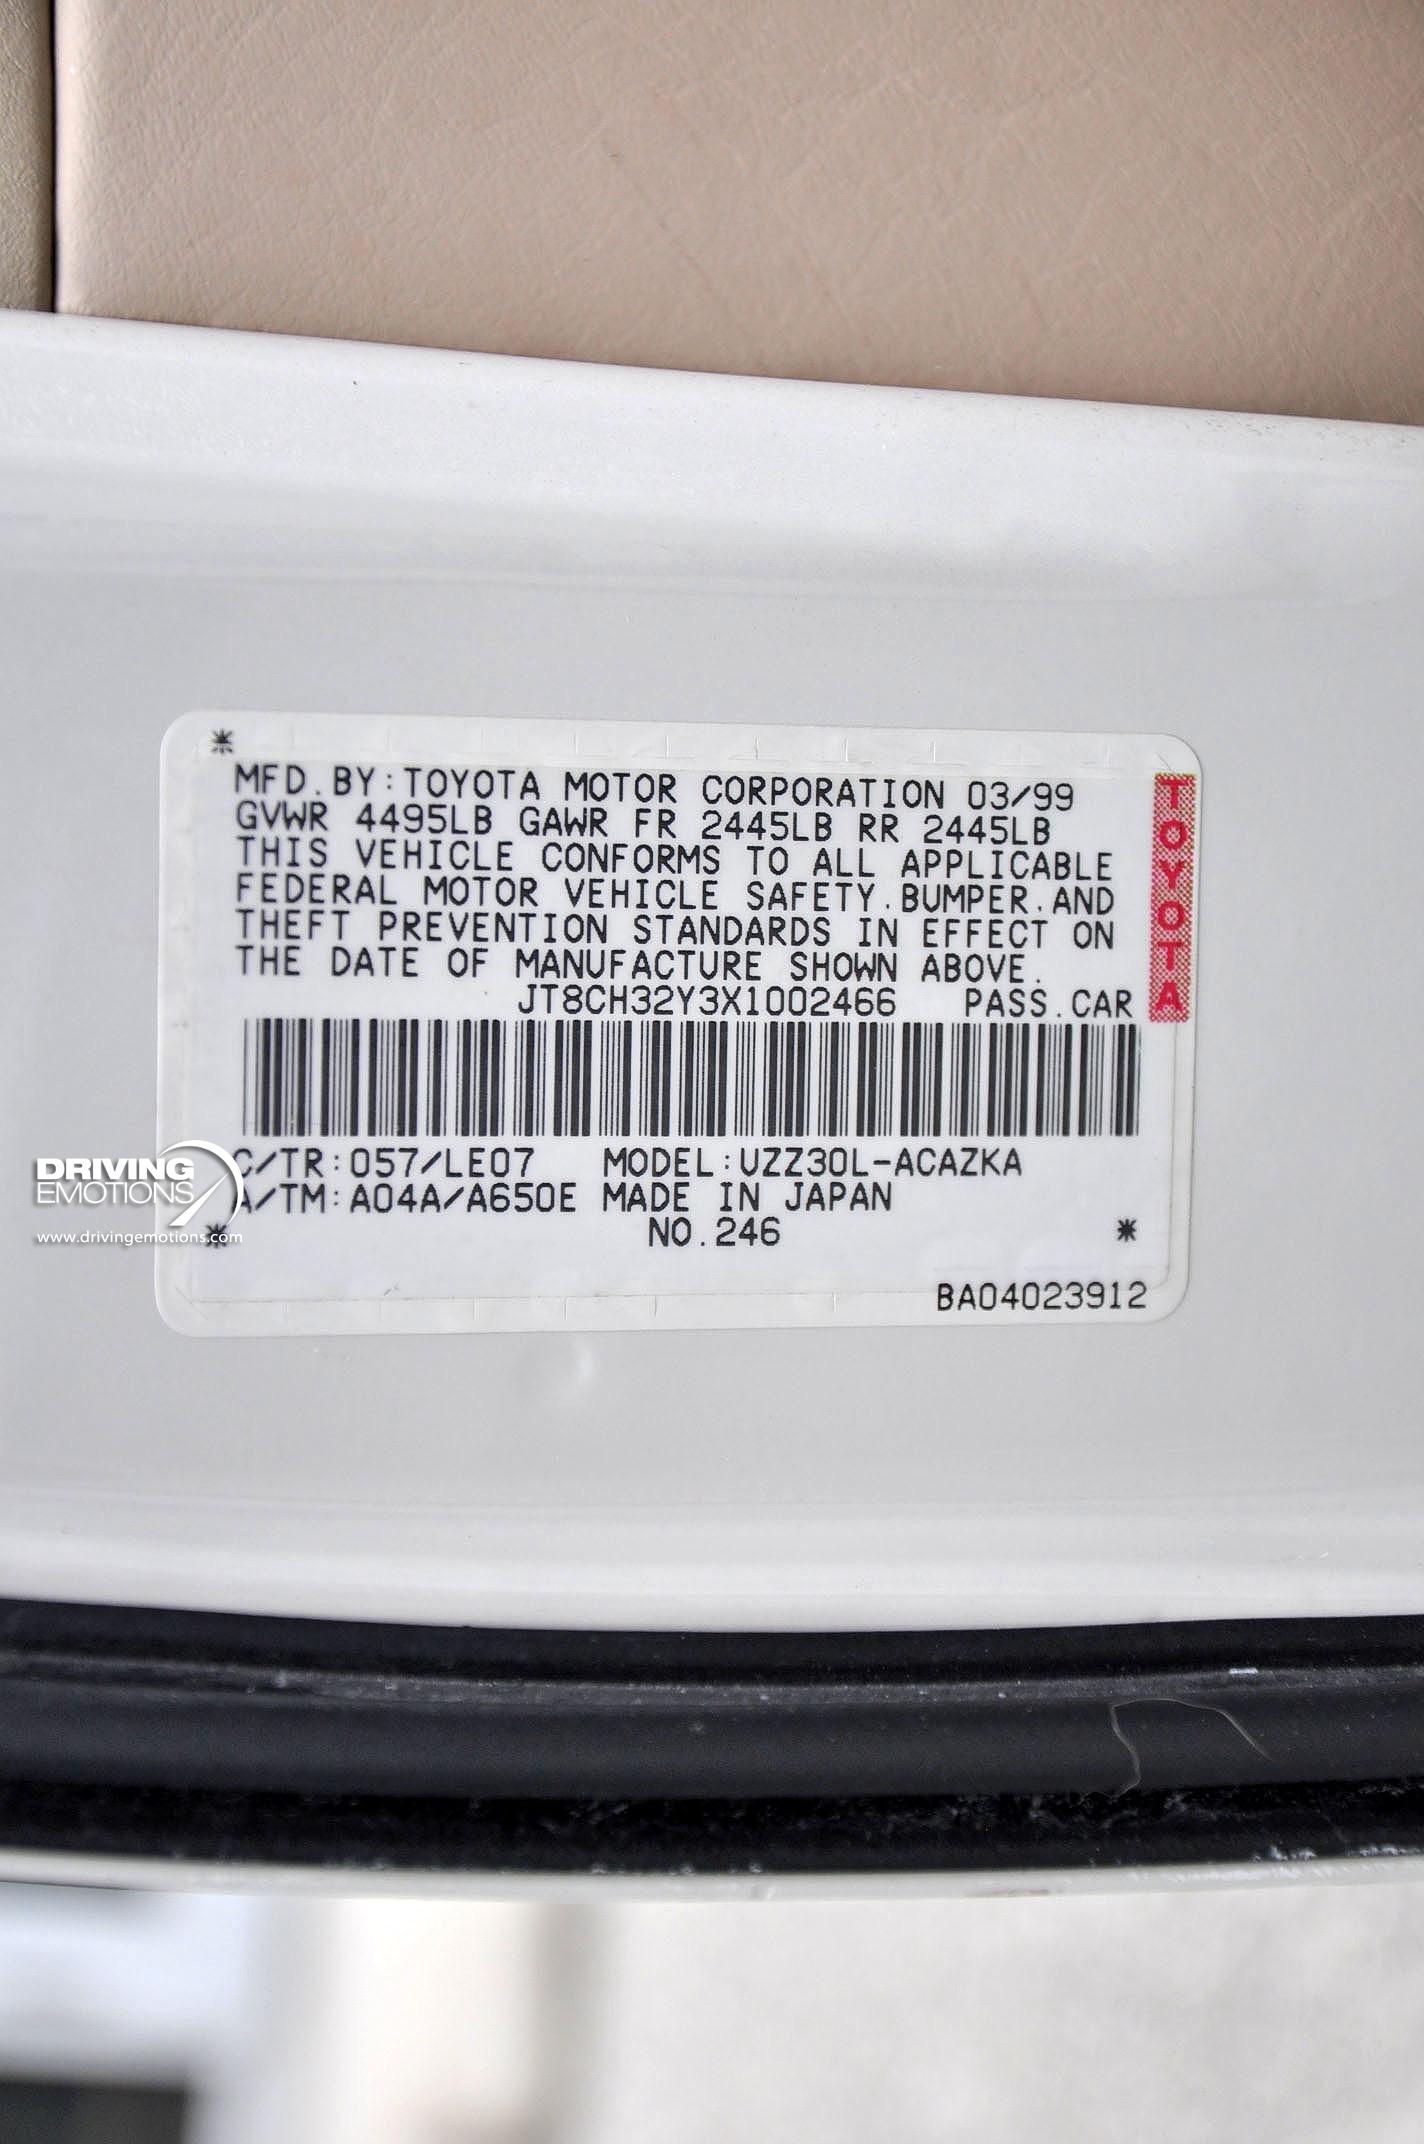 MFD.BY:TOYOTA MOTOR CORPORATION 03/99
GVWR 4495LB GAWR FR 2445LB RR 2445LB
THIS VEHICLE CONFORMS TO ALL APPLICABLE
FEDERAL MOTOR VEHICLE SAFETY.BUMPER.AND
THEFT PREVENTION STANDARDS IN EFFECT ON
THE DATE OF MANUFACTURE SHOWN ABOVE.
JT8CH32Y3X1002466 PASS.CAR
TOYOTA
C/TR:057/LE07 MODEL:UZZ30L-ACAZKA
A/TM:A04A/A650E MADE IN JAPAN
NO.246
BA04023912
DRIVING
EMOTIONS
www.drivingemotions.com